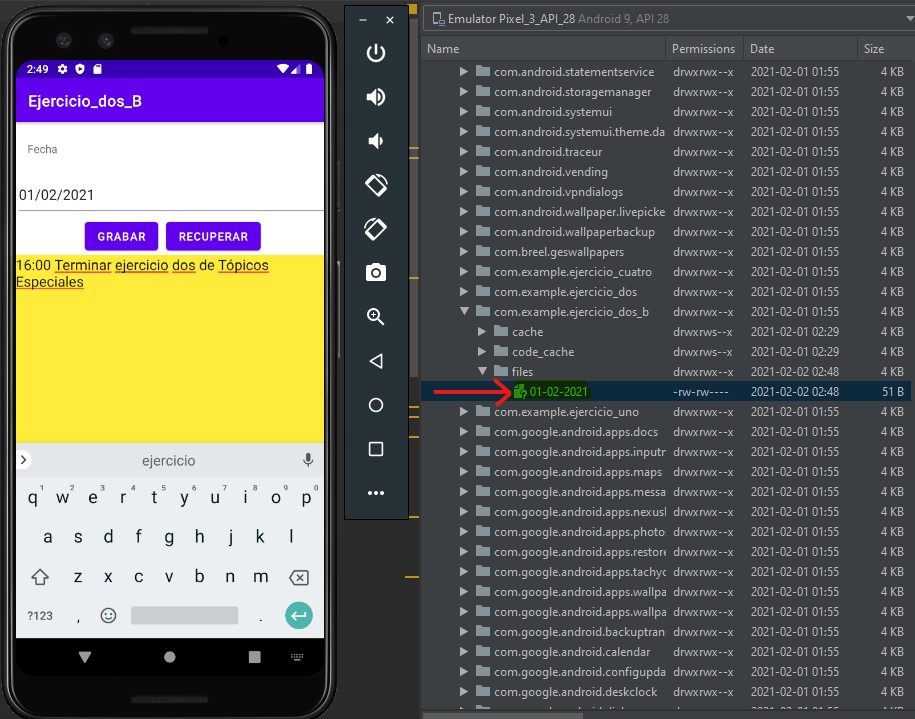 2:49
Ejercicio_dos_B
Fecha
01/02/2021
GRABAR RECUPERAR
16:00 Terminar ejercicio dos de Tópicos
Especiales
ejercicio
q1 w2 e3 r4 t5 y6 u7 i8 o9 p0
a s d f g h j k l
z x c v b n m
?123 , .
Emulator Pixel_3_API_28 Android 9, API 28
Name Permissions Date Size
com.android.statementservice drwxrwx--x 2021-02-01 01:55 4 KB
com.android.storagemanager drwxrwx--x 2021-02-01 01:55 4 KB
com.android.systemui drwxrwx--x 2021-02-01 01:55 4 KB
com.android.systemui.theme.da drwxrwx--x 2021-02-01 01:55 4 KB
com.android.traceur drwxrwx--x 2021-02-01 01:55 4 KB
com.android.vending drwxrwx--x 2021-02-01 01:55 4 KB
com.android.vpndialogs drwxrwx--x 2021-02-01 01:55 4 KB
com.android.wallpaper.livepicke drwxrwx--x 2021-02-01 01:55 4 KB
com.android.wallpaperbackup drwxrwx--x 2021-02-01 01:55 4 KB
com.breel.geswallpapers drwxrwx--x 2021-02-01 01:55 4 KB
com.example.ejercicio_cuatro drwxrwx--x 2021-02-01 01:55 4 KB
com.example.ejercicio_dos drwxrwx--x 2021-02-01 01:55 4 KB
com.example.ejercicio_dos_b drwxrwx--x 2021-02-01 01:55 4 KB
cache drwxrws--x 2021-02-02 02:29 4 KB
code_cache drwxrws--x 2021-02-02 02:29 4 KB
files drwxrwx--x 2021-02-02 02:48 4 KB
01-02-2021 -rw-rw---- 2021-02-02 02:48 51 B
com.example.ejercicio_uno drwxrwx--x 2021-02-01 01:55 4 KB
com.google.android.apps.docs drwxrwx--x 2021-02-01 01:55 4 KB
com.google.android.apps.inputr drwxrwx--x 2021-02-01 01:55 4 KB
com.google.android.apps.maps drwxrwx--x 2021-02-01 01:55 4 KB
com.google.android.apps.messa drwxrwx--x 2021-02-01 01:55 4 KB
com.google.android.apps.nexusl drwxrwx--x 2021-02-01 01:55 4 KB
com.google.android.apps.photo drwxrwx--x 2021-02-01 01:55 4 KB
com.google.android.apps.restore drwxrwx--x 2021-02-01 01:55 4 KB
com.google.android.apps.tachyc drwxrwx--x 2021-02-01 01:55 4 KB
com.google.android.apps.wallpa drwxrwx--x 2021-02-01 01:55 4 KB
com.google.android.apps.wallpa drwxrwx--x 2021-02-01 01:55 4 KB
com.google.android.backuptran drwxrwx--x 2021-02-01 01:55 4 KB
com.google.android.calendar drwxrwx--x 2021-02-01 01:55 4 KB
com.google.android.configupda drwxrwx--x 2021-02-01 01:55 4 KB
com.google.android.deskclock drwxrwx--x 2021-02-01 01:55 4 KB